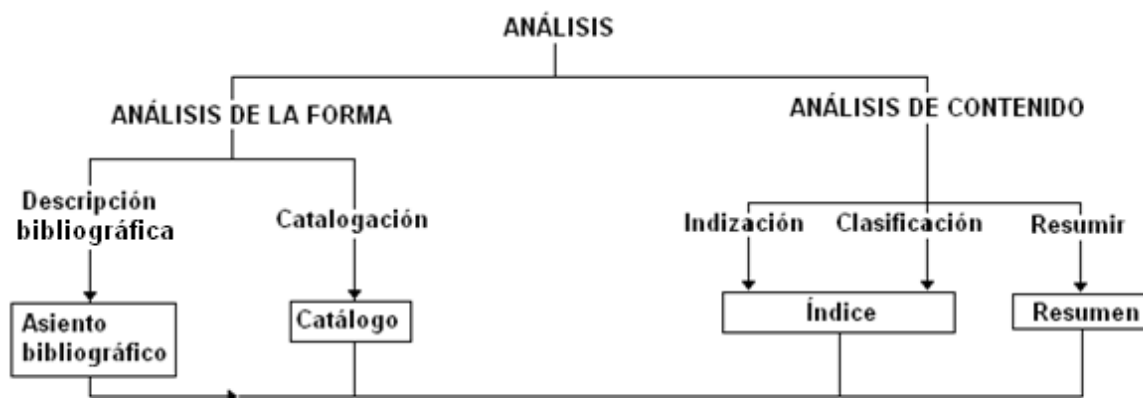 ANÁLISIS
ANÁLISIS DE LA FORMA
ANÁLISIS DE CONTENIDO
Descripción
bibliográfica
Catalogación
Indización
Clasificación
Resumir
Asiento
bibliográfico
Catálogo
Índice
Resumen